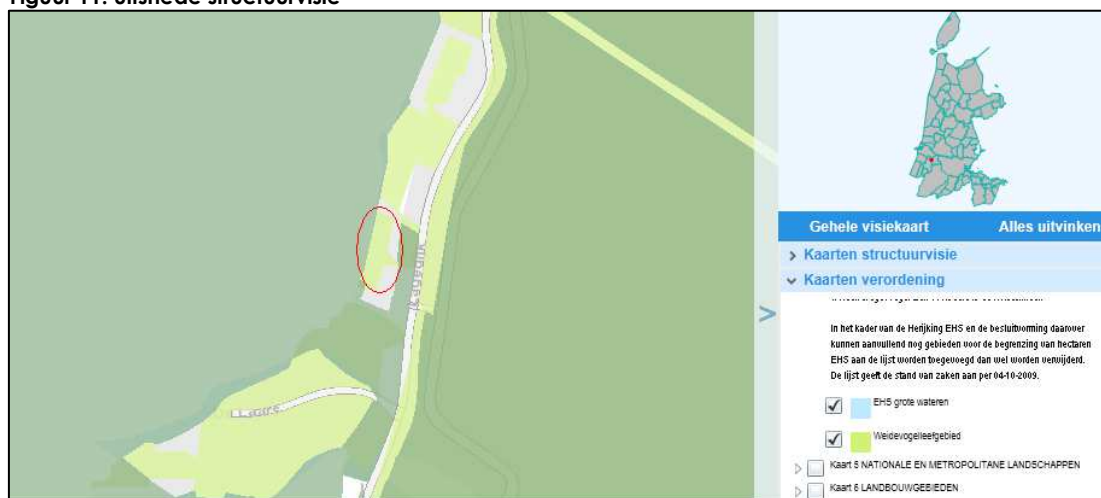 Figuur 11: uitsnede structuurvisie
Lagedijk
Lagedijk
Gehele visiekaart
Alles uitvinken
Kaarten structuurvisie
Kaarten verordening
In het kader van de Herijking EHS en de besluitvorming daarover
kunnen aanvullend nog gebieden voor de begrenzing van hectaren
EHS aan de lijst worden toegevoegd dan wel worden verwijderd.
De lijst geeft de stand van zaken aan per 04-10-2009.
EHS grote wateren
Weidevogelleefgebied
Kaart 5 NATIONALE EN METROPOLITANE LANDSCHAPPEN
Kaart 6 LANDBOUWGEBIEDEN